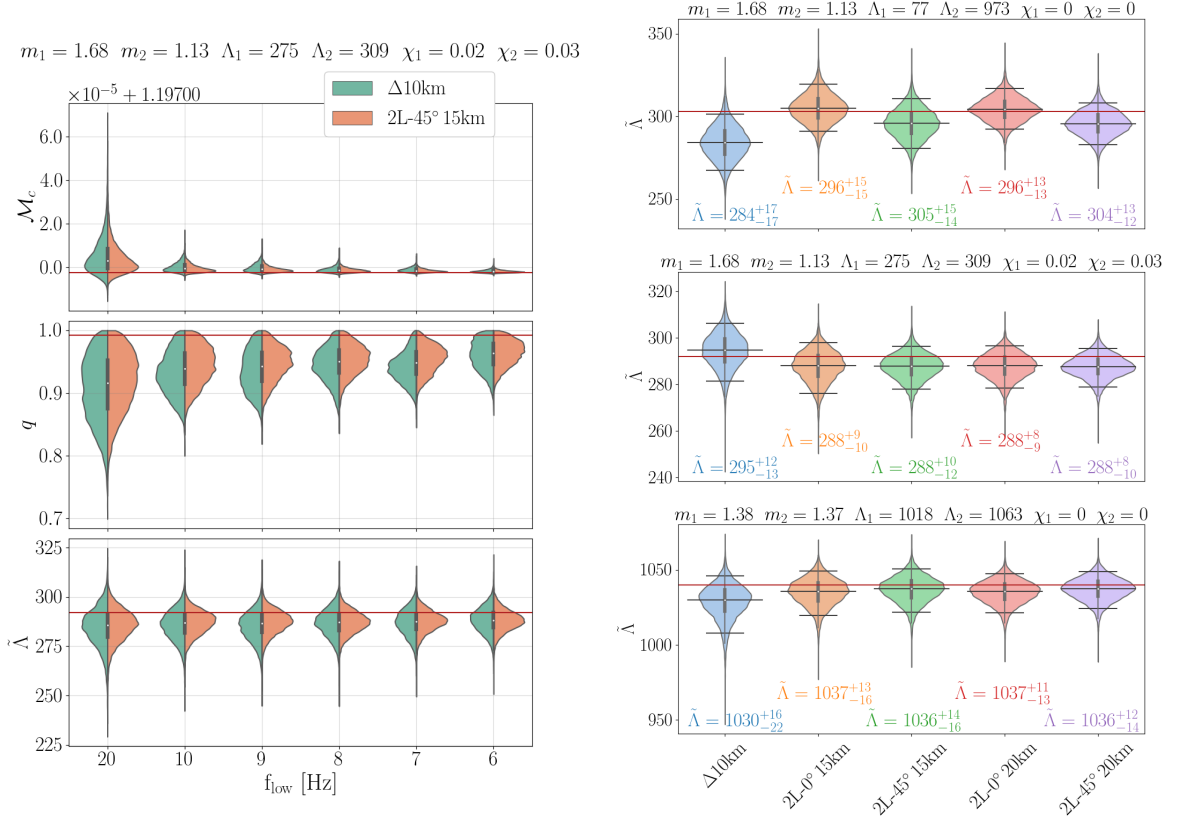 m₁ = 1.68 m₂ = 1.13 Λ₁ = 275 Λ₂ = 309 χ₁ = 0.02 χ₂ = 0.03
Δ10km
2L-45° 15km
×10⁻⁵ + 1.19700
6.0
4.0
2.0
0.0
ℳ_c
1.0
0.9
0.8
0.7
q
325
300
275
250
225
Λ̃
20 10 9 8 7 6
f_low [Hz]
m₁ = 1.68 m₂ = 1.13 Λ₁ = 77 Λ₂ = 973 χ₁ = 0 χ₂ = 0
350
300
250
Λ̃
Λ̃ = 296⁺¹⁵₋₁₅ Λ̃ = 296⁺¹³₋₁₃
Λ̃ = 284⁺¹⁷₋₁₇ Λ̃ = 305⁺¹⁵₋₁₄ Λ̃ = 304⁺¹³₋₁₂
m₁ = 1.68 m₂ = 1.13 Λ₁ = 275 Λ₂ = 309 χ₁ = 0.02 χ₂ = 0.03
320
300
280
260
240
Λ̃
Λ̃ = 288⁺⁹₋₁₀ Λ̃ = 288⁺⁸₋₉
Λ̃ = 295⁺¹²₋₁₃ Λ̃ = 288⁺¹⁰₋₁₂ Λ̃ = 288⁺⁸₋₁₀
m₁ = 1.38 m₂ = 1.37 Λ₁ = 1018 Λ₂ = 1063 χ₁ = 0 χ₂ = 0
1050
1000
950
Λ̃
Λ̃ = 1037⁺¹³₋₁₆ Λ̃ = 1037⁺¹¹₋₁₃
Λ̃ = 1030⁺¹⁶₋₂₂ Λ̃ = 1036⁺¹⁴₋₁₆ Λ̃ = 1036⁺¹²₋₁₄
Δ10km
2L-0° 15km
2L-45° 15km
2L-0° 20km
2L-45° 20km